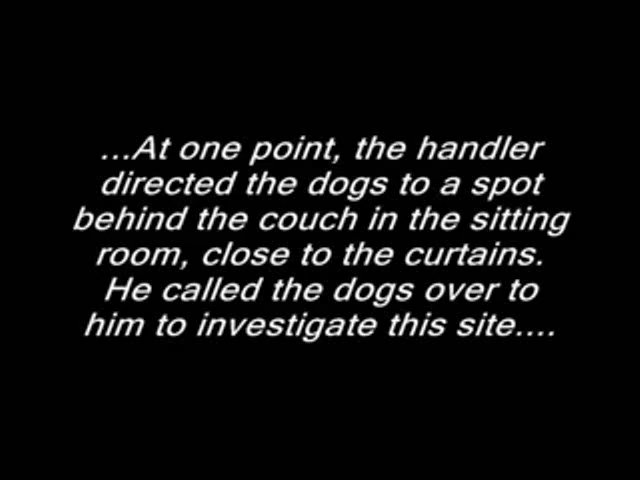 ...At one point, the handler
directed the dogs to a spot
behind the couch in the sitting
room, close to the curtains.
He called the dogs over to
him to investigate this site....